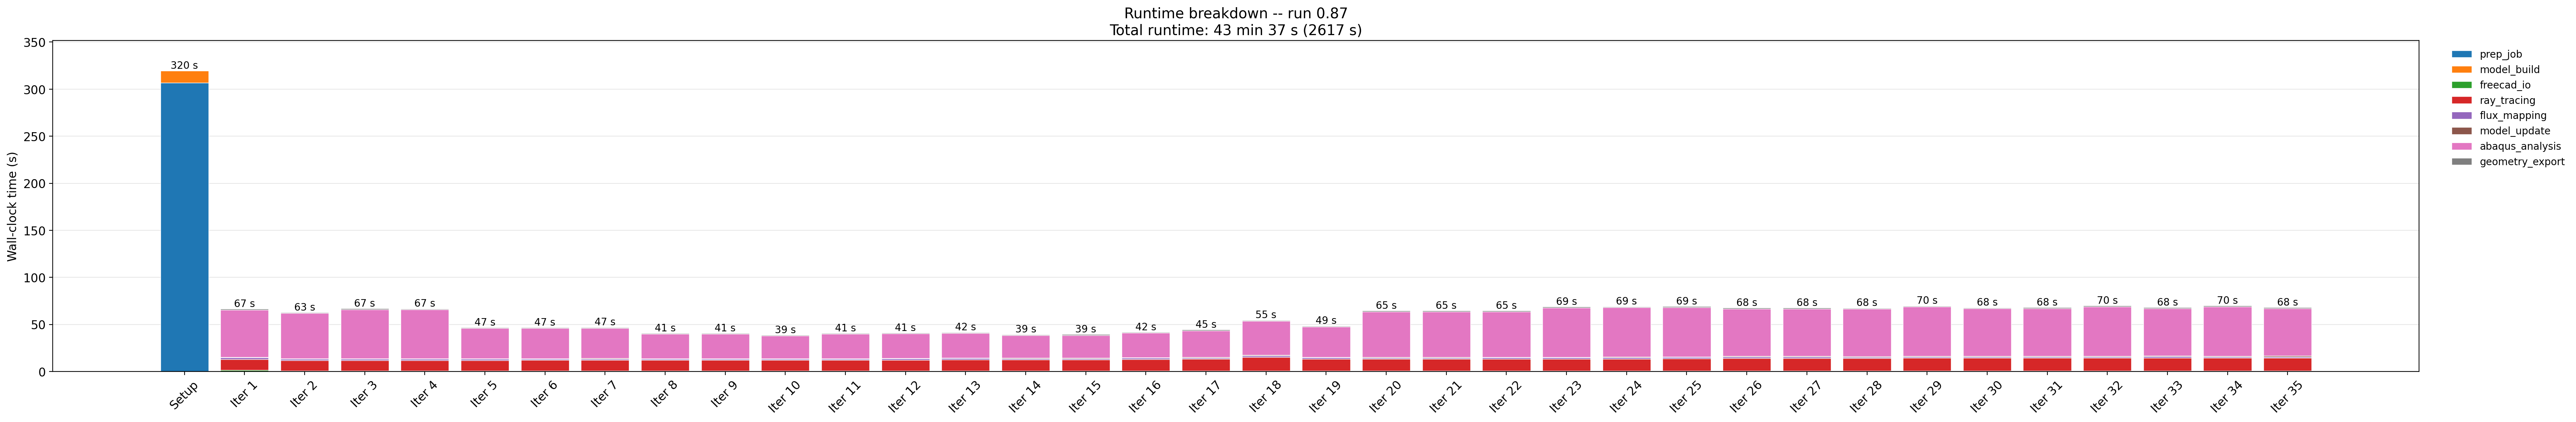 Runtime breakdown -- run 0.87
Total runtime: 43 min 37 s (2617 s)
Wall-clock time (s)
350
300
250
200
150
100
50
0
320 s
67 s
63 s
67 s
67 s
47 s
47 s
47 s
41 s
41 s
39 s
41 s
41 s
42 s
39 s
39 s
42 s
45 s
55 s
49 s
65 s
65 s
65 s
69 s
69 s
69 s
68 s
68 s
68 s
70 s
68 s
68 s
70 s
68 s
70 s
68 s
Setup
Iter 1
Iter 2
Iter 3
Iter 4
Iter 5
Iter 6
Iter 7
Iter 8
Iter 9
Iter 10
Iter 11
Iter 12
Iter 13
Iter 14
Iter 15
Iter 16
Iter 17
Iter 18
Iter 19
Iter 20
Iter 21
Iter 22
Iter 23
Iter 24
Iter 25
Iter 26
Iter 27
Iter 28
Iter 29
Iter 30
Iter 31
Iter 32
Iter 33
Iter 34
Iter 35
prep_job
model_build
freecad_io
ray_tracing
flux_mapping
model_update
abaqus_analysis
geometry_export